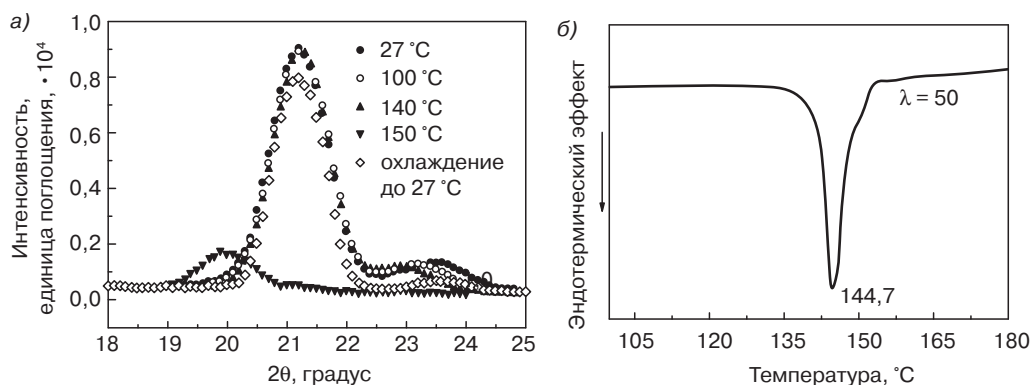 а)
Интенсивность,
единица поглощения, ·10⁴
1,0
0,8
0,6
0,4
0,2
0,0
27 °C
100 °C
140 °C
150 °C
охлаждение
до 27 °C
18 19 20 21 22 23 24 25
2θ, градус
б)
Эндотермический эффект
λ = 50
144,7
105 120 135 150 165 180
Температура, °C